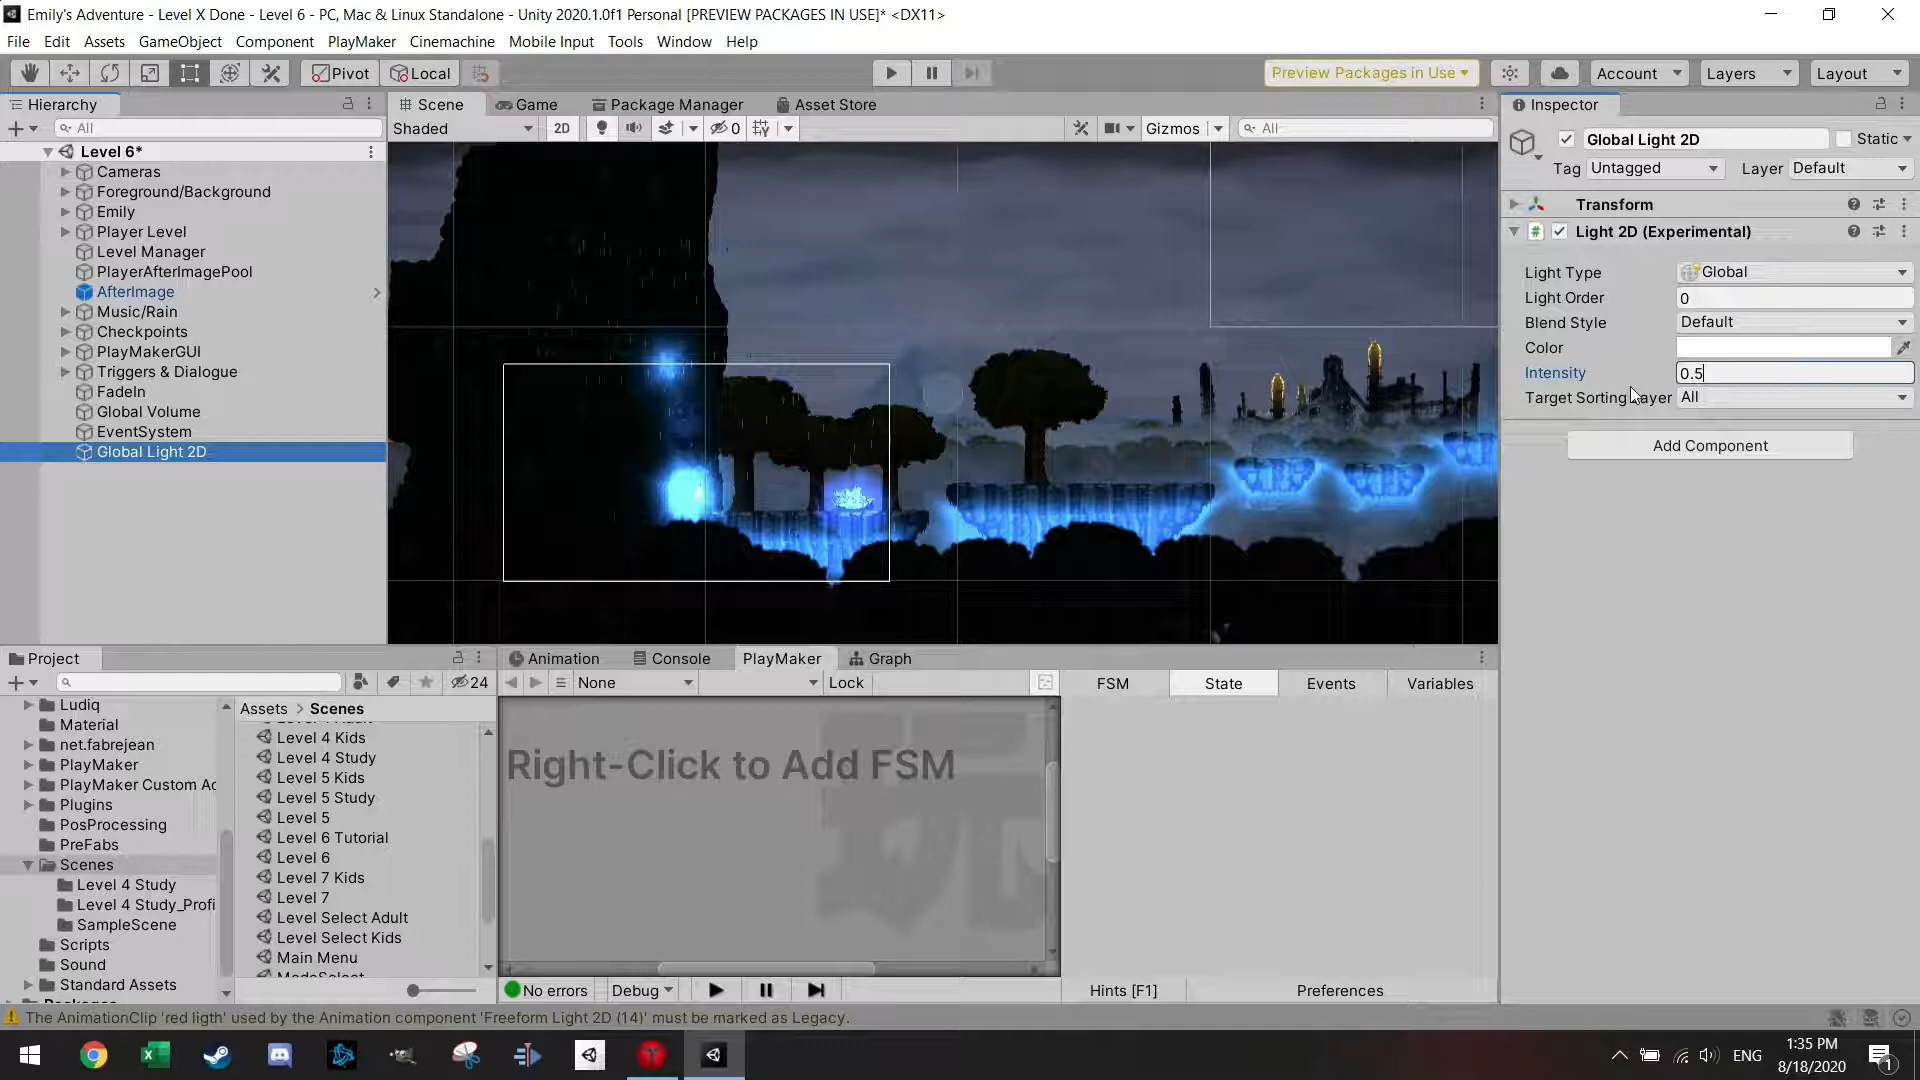 Emily's Adventure - Level X Done - Level 6 - PC, Mac & Linux Standalone - Unity 2020.1.0f1 Personal [PREVIEW PACKAGES IN USE]* <DX11>
File Edit Assets GameObject Component PlayMaker Cinemachine Mobile Input Tools Window Help
Pivot Local Preview Packages in Use Account Layers Layout
Hierarchy Scene Game Package Manager Asset Store Inspector
All Shaded 2D 0 Gizmos All
Global Light 2D Static
Tag Untagged Layer Default
Level 6*
Cameras
Foreground/Background
Emily
Player Level
Level Manager
PlayerAfterImagePool
AfterImage
Music/Rain
Checkpoints
PlayMakerGUI
Triggers & Dialogue
FadeIn
Global Volume
EventSystem
Global Light 2D
Transform
Light 2D (Experimental)
Light Type Global
Light Order 0
Blend Style Default
Color
Intensity 0.5
Target Sorting Layer All
Add Component
Project
24
Ludiq
Material
net.fabrejean
PlayMaker
PlayMaker Custom Ac
Plugins
PosProcessing
PreFabs
Scenes
Level 4 Study
Level 4 Study_Profi
SampleScene
Scripts
Sound
Standard Assets
Assets > Scenes
Level 4 Kids
Level 4 Study
Level 5 Kids
Level 5 Study
Level 5
Level 6 Tutorial
Level 6
Level 7 Kids
Level 7
Level Select Adult
Level Select Kids
Main Menu
Animation Console PlayMaker Graph
None Lock FSM State Events Variables
Right-Click to Add FSM
No errors Debug Hints [F1] Preferences
The AnimationClip 'red ligth' used by the Animation component 'Freeform Light 2D (14)' must be marked as Legacy.
ENG
1:35 PM
8/18/2020
1